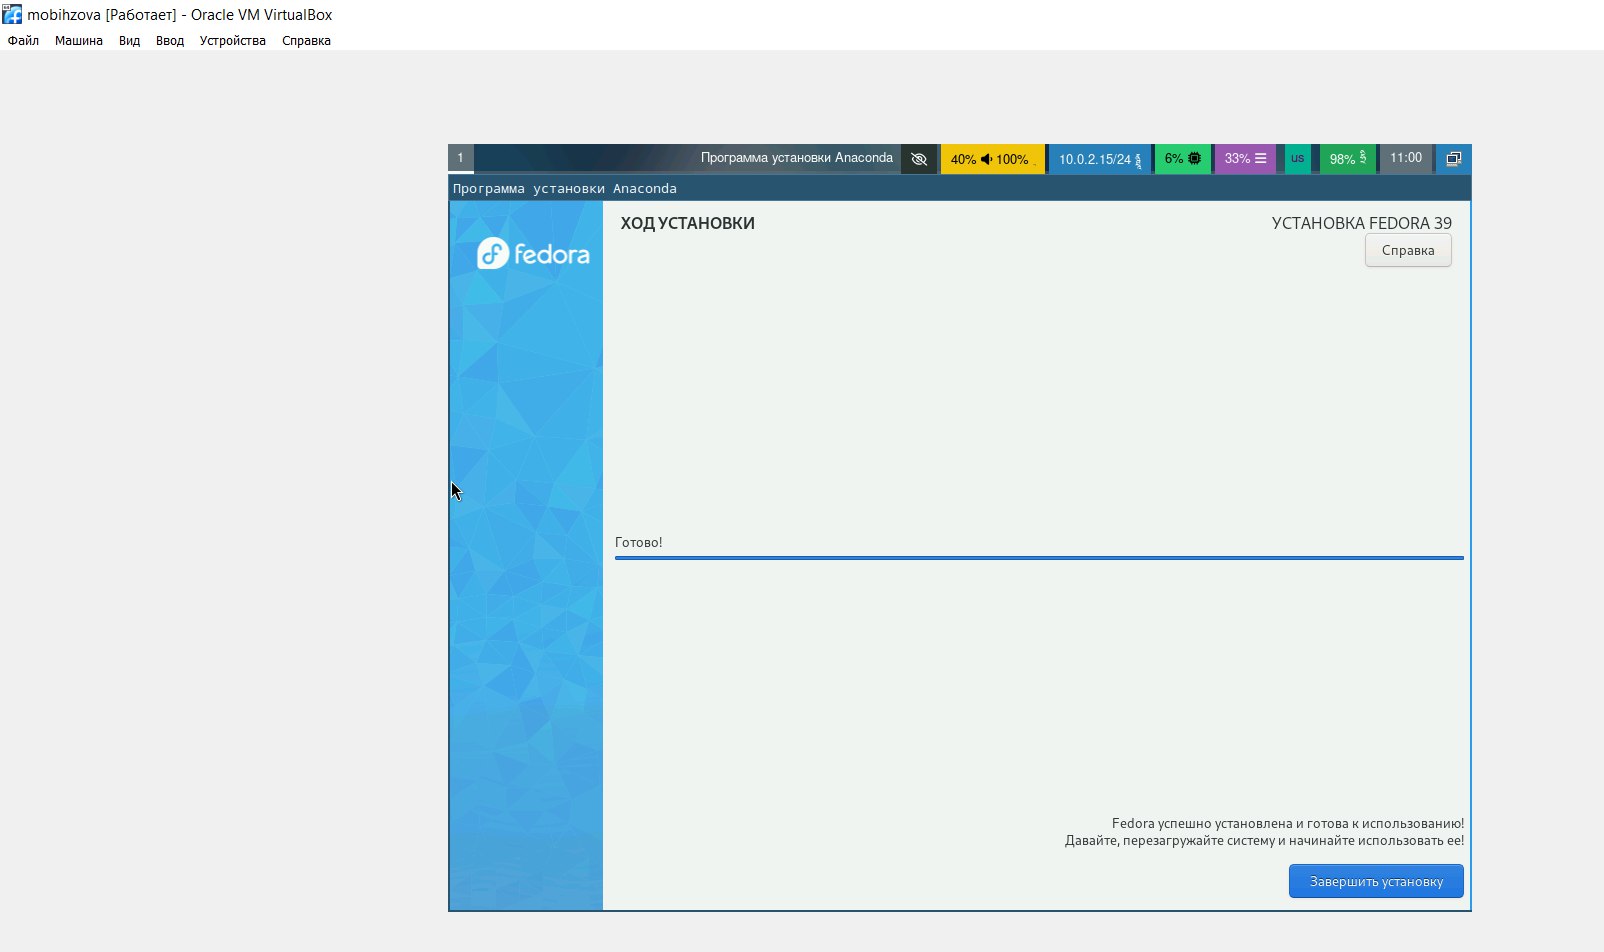 mobihzova [Работает] - Oracle VM VirtualBox
Файл Машина Вид Ввод Устройства Справка
1 Программа установки Anaconda 40% 100% 10.0.2.15/24 6% 33% us 98% 11:00
Программа установки Anaconda
fedora
ХОД УСТАНОВКИ
УСТАНОВКА FEDORA 39
Справка
Готово!
Fedora успешно установлена и готова к использованию!
Давайте, перезагружайте систему и начинайте использовать ее!
Завершить установку